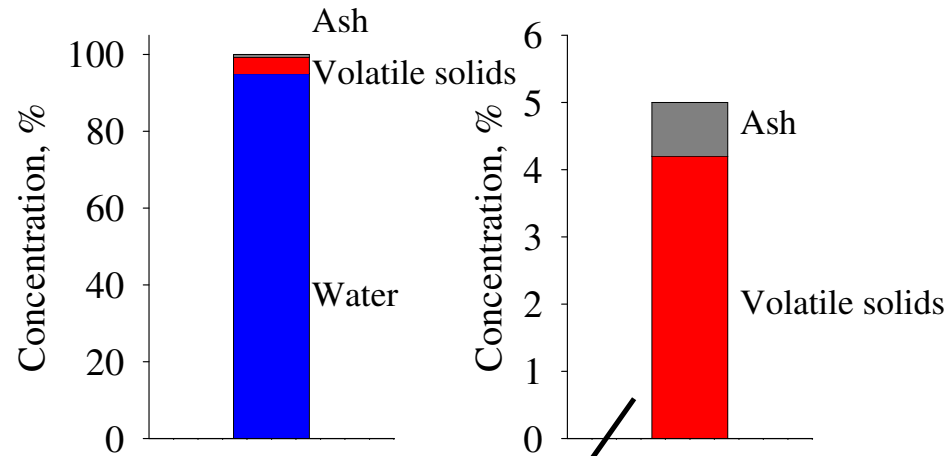 Ash
Volatile solids
Water
Concentration, %
100
80
60
40
20
0
Ash
Volatile solids
Concentration, %
6
5
4
3
2
1
0